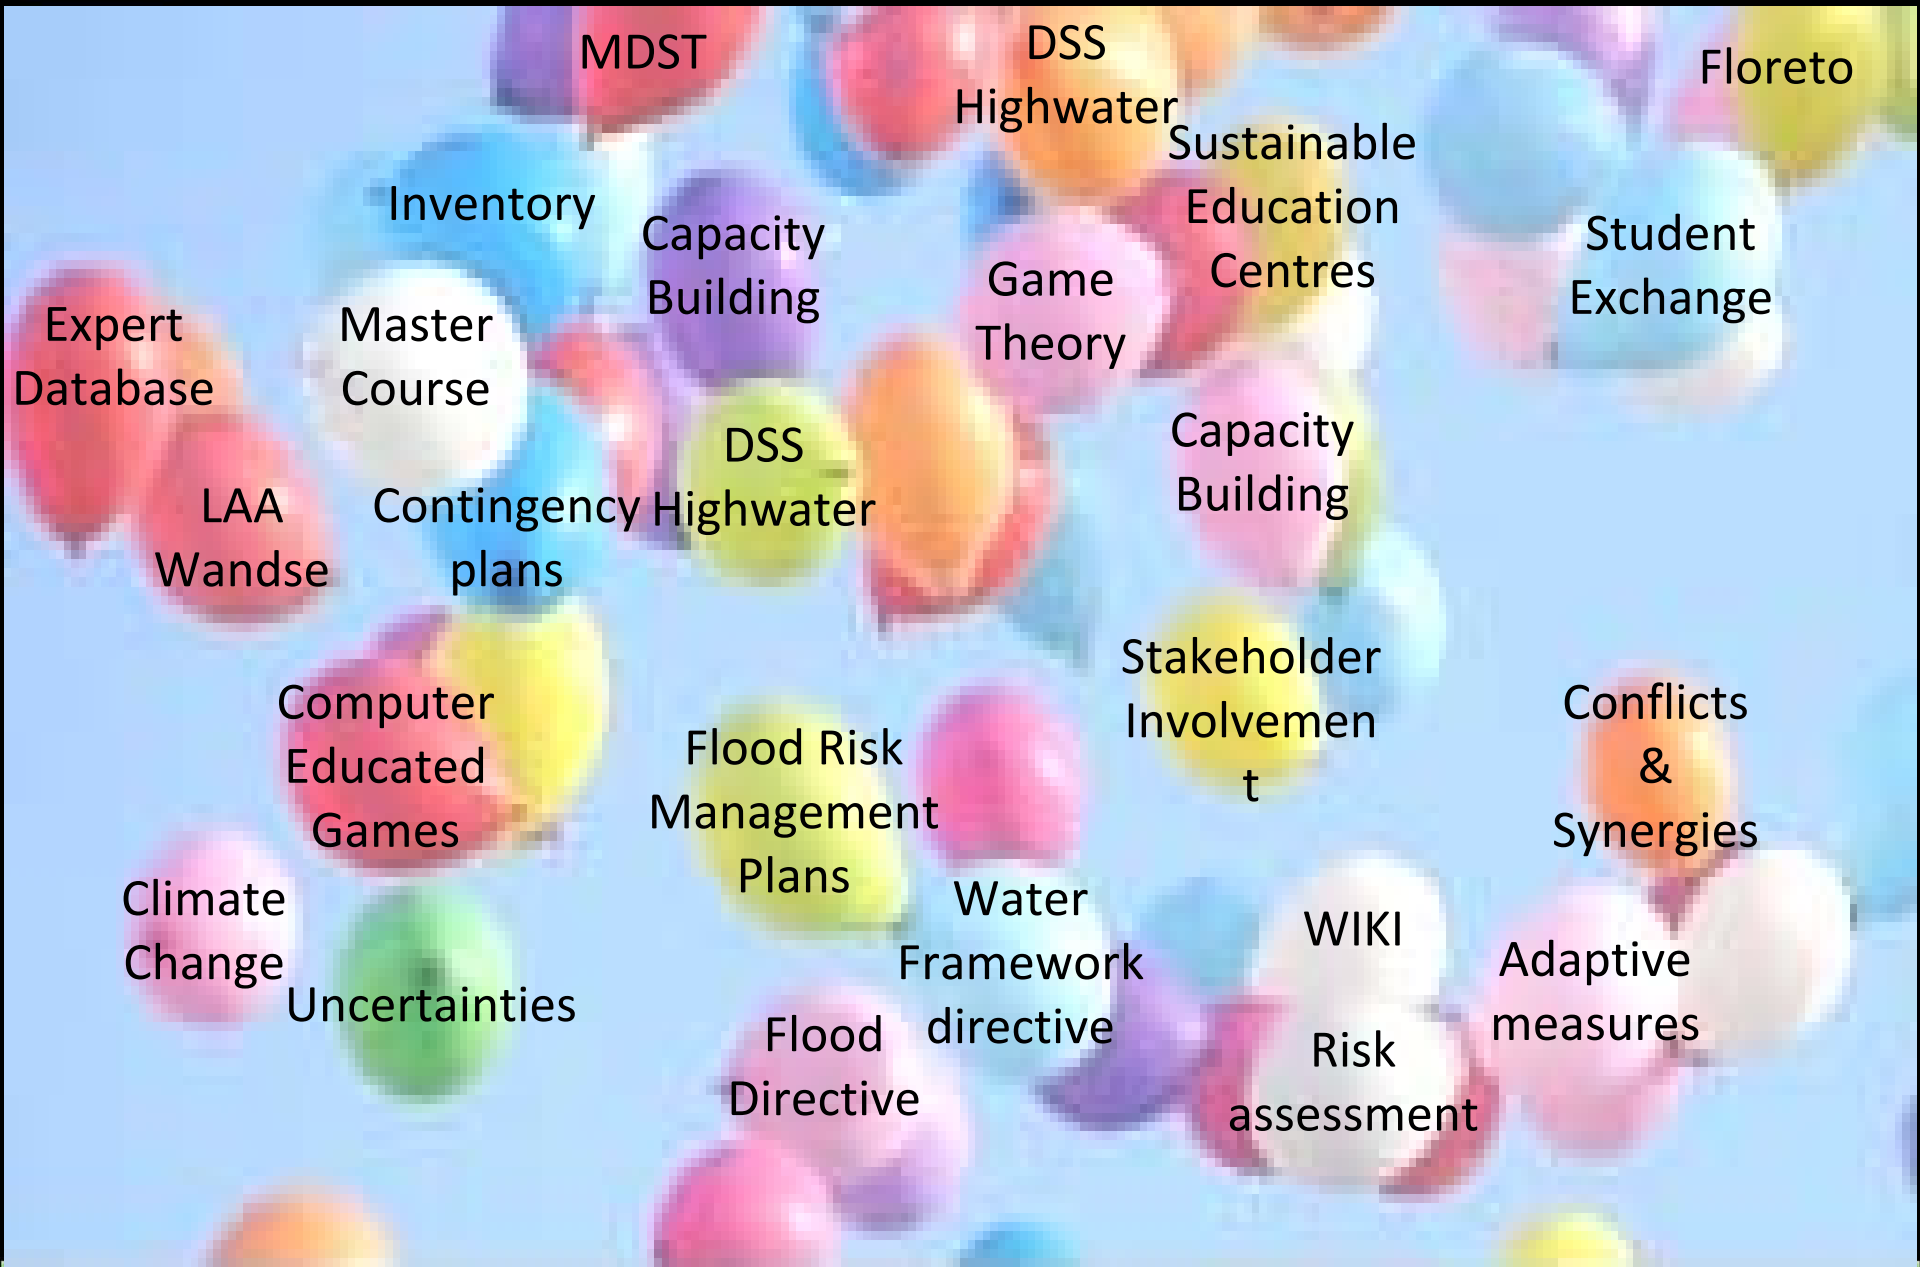 MDST
DSS
Highwater
Floreto
Sustainable
Education
Centres
Inventory
Capacity
Building
Game
Theory
Student
Exchange
Expert
Database
Master
Course
DSS
Highwater
Capacity
Building
LAA
Wandse
Contingency
plans
Stakeholder
Involvemen
t
Computer
Educated
Games
Flood Risk
Management
Plans
Conflicts
&
Synergies
Climate
Change
Uncertainties
Water
Framework
directive
WIKI
Adaptive
measures
Flood
Directive
Risk
assessment